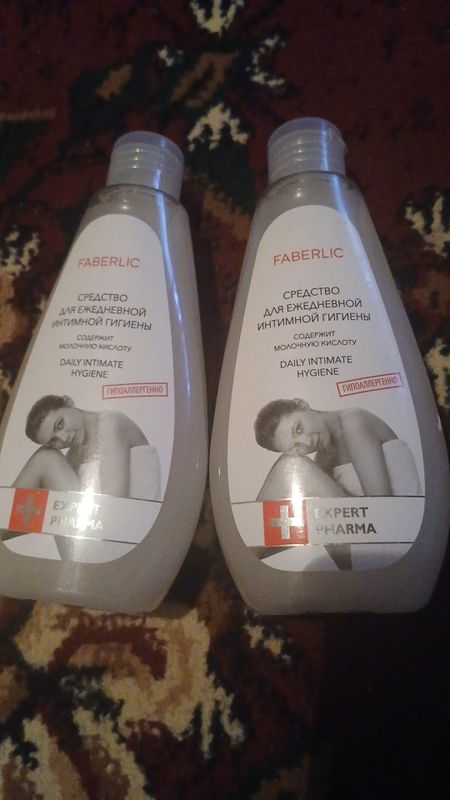 FABERLIC
СРЕДСТВО
ДЛЯ ЕЖЕДНЕВНОЙ
ИНТИМНОЙ ГИГИЕНЫ
СОДЕРЖИТ
МОЛОЧНУЮ КИСЛОТУ
DAILY INTIMATE
HYGIENE
ГИПОАЛЛЕРГЕННО
EXPERT
PHARMA
FABERLIC
СРЕДСТВО
ДЛЯ ЕЖЕДНЕВНОЙ
ИНТИМНОЙ ГИГИЕНЫ
СОДЕРЖИТ
МОЛОЧНУЮ КИСЛОТУ
DAILY INTIMATE
HYGIENE
ГИПОАЛЛЕРГЕННО
EXPERT
PHARMA